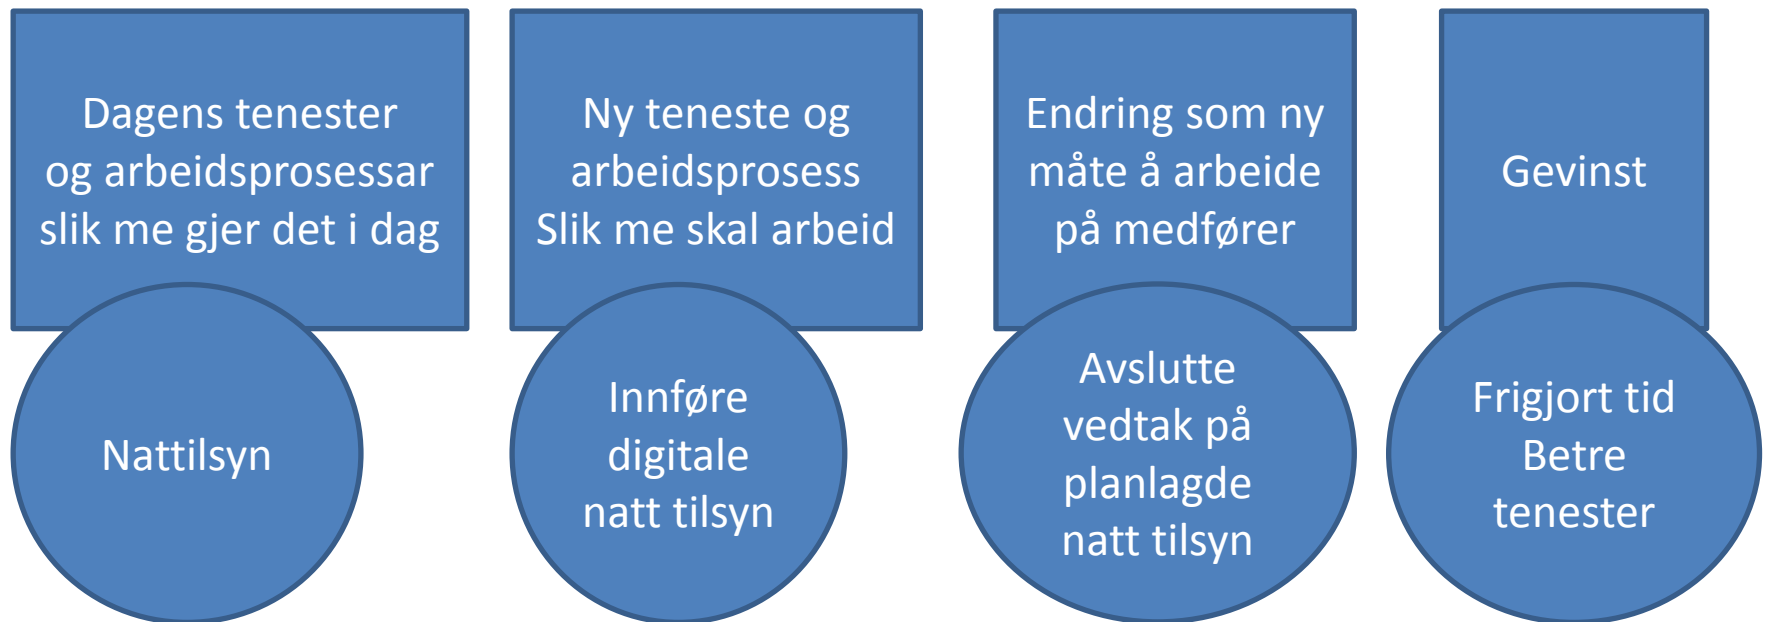 Dagens tenester
og arbeidsprosessar
slik me gjer det i dag
Nattilsyn
Ny teneste og
arbeidsprosess
Slik me skal arbeid
Innføre
digitale
natt tilsyn
Endring som ny
måte å arbeide
på medfører
Avslutte
vedtak på
planlagde
natt tilsyn
Gevinst
Frigjort tid
Betre
tenester